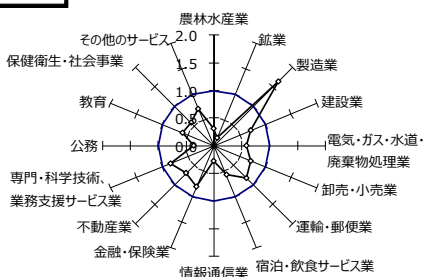 農林水産業
鉱業
製造業
建設業
電気・ガス・水道・
廃棄物処理業
卸売・小売業
運輸・郵便業
宿泊・飲食サービス業
情報通信業
金融・保険業
不動産業
専門・科学技術、
業務支援サービス業
公務
教育
保健衛生・社会事業
その他のサービス
2.0
1.5
1.0
0.5
0.0